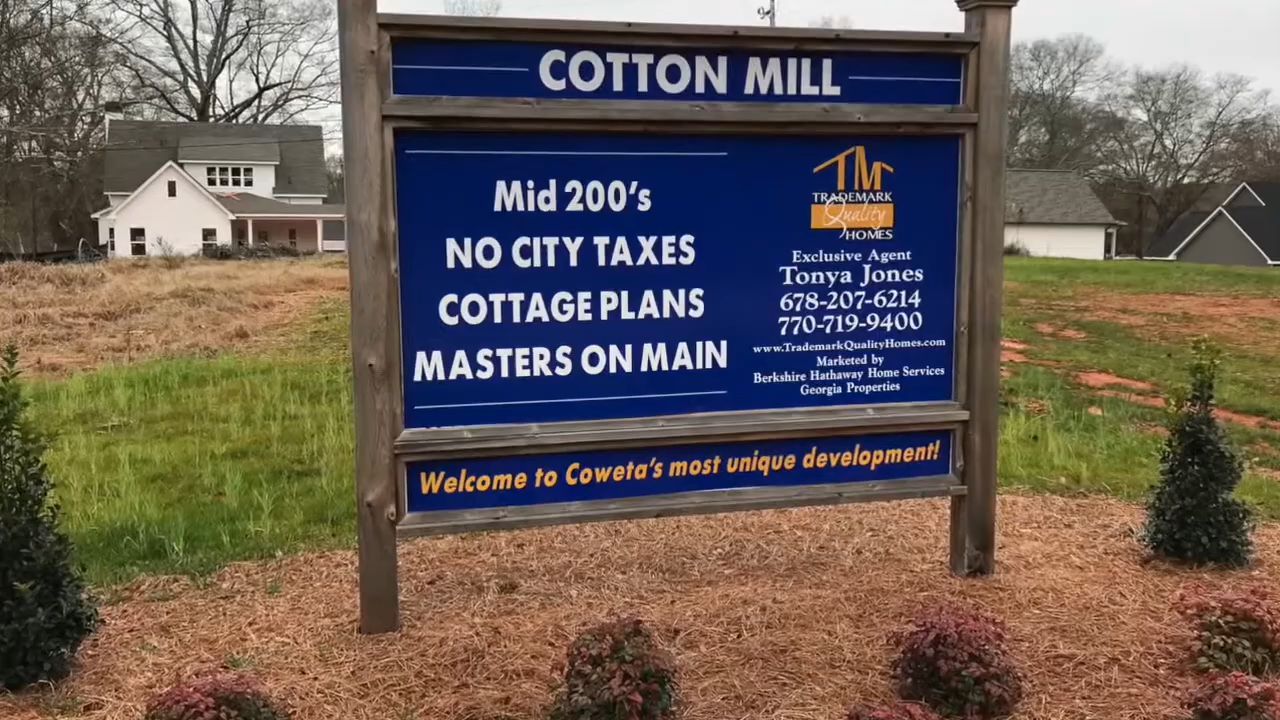 COTTON MILL
Mid 200's
NO CITY TAXES
COTTAGE PLANS
MASTERS ON MAIN
TM
TRADEMARK
Quality
HOMES
Exclusive Agent
Tonya Jones
678-207-6214
770-719-9400
www.TrademarkQualityHomes.com
Marketed by
Berkshire Hathaway Home Services
Georgia Properties
Welcome to Coweta's most unique development!